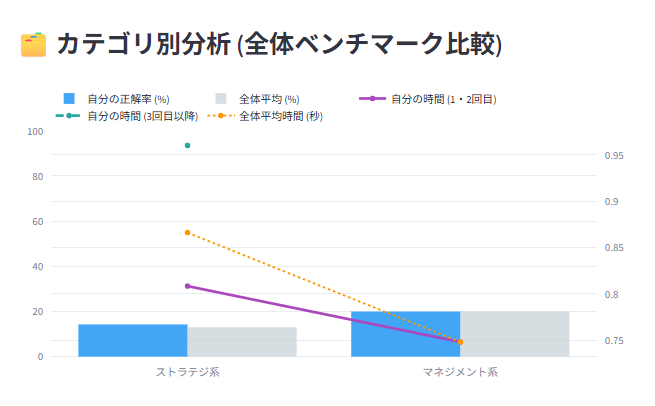 カテゴリ別分析 (全体ベンチマーク比較)
自分の正解率 (%) 全体平均 (%) 自分の時間 (1・2回目)
自分の時間 (3回目以降) 全体平均時間 (秒)
100
80
60
40
20
0
0.95
0.9
0.85
0.8
0.75
ストラテジ系 マネジメント系